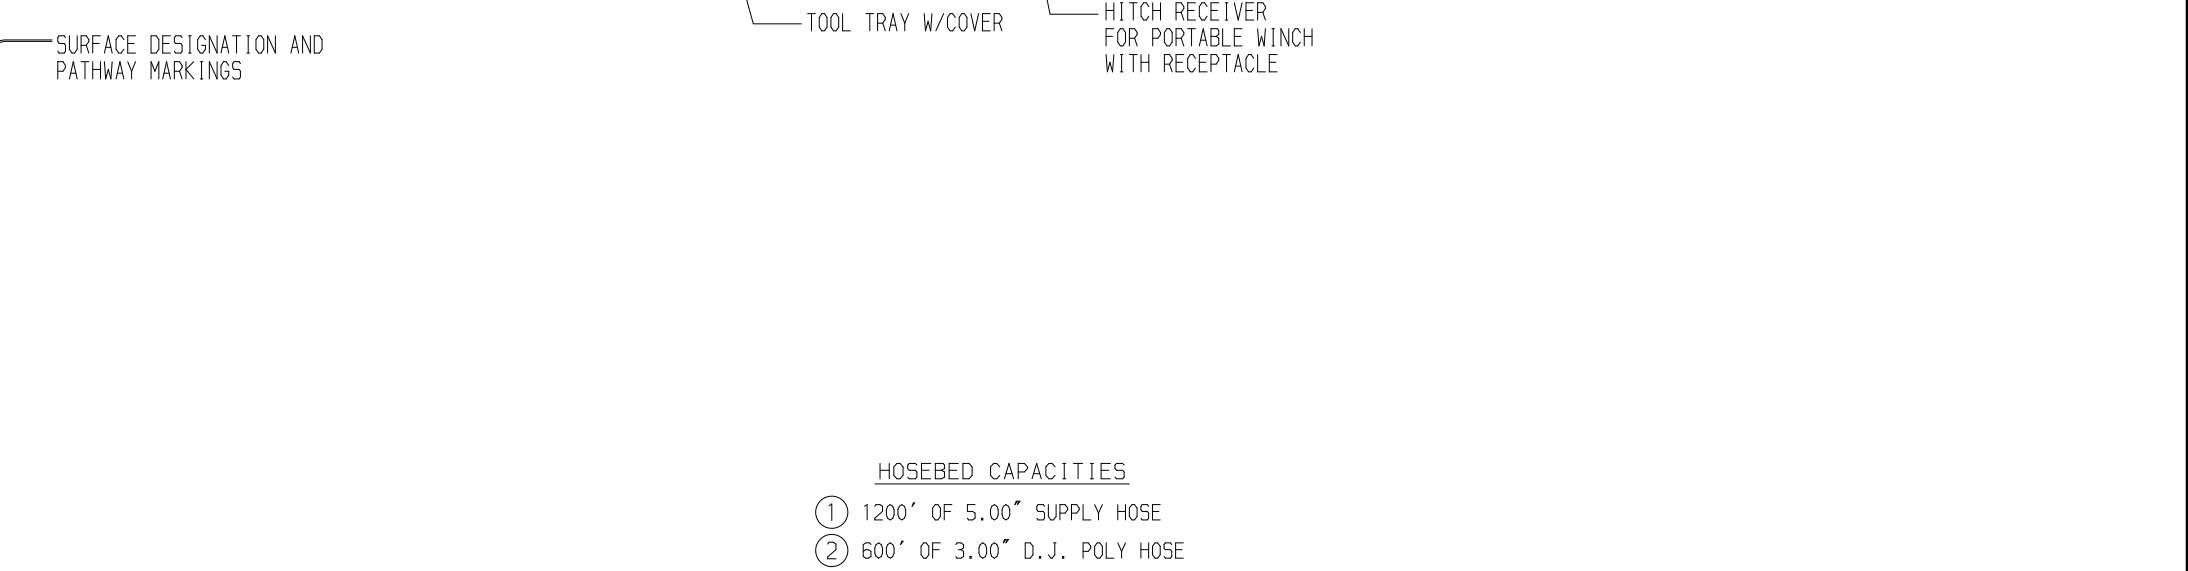 SURFACE DESIGNATION AND
PATHWAY MARKINGS
TOOL TRAY W/COVER
HITCH RECEIVER
FOR PORTABLE WINCH
WITH RECEPTACLE
HOSEBED CAPACITIES
1 1200' OF 5.00" SUPPLY HOSE
2 600' OF 3.00" D.J. POLY HOSE